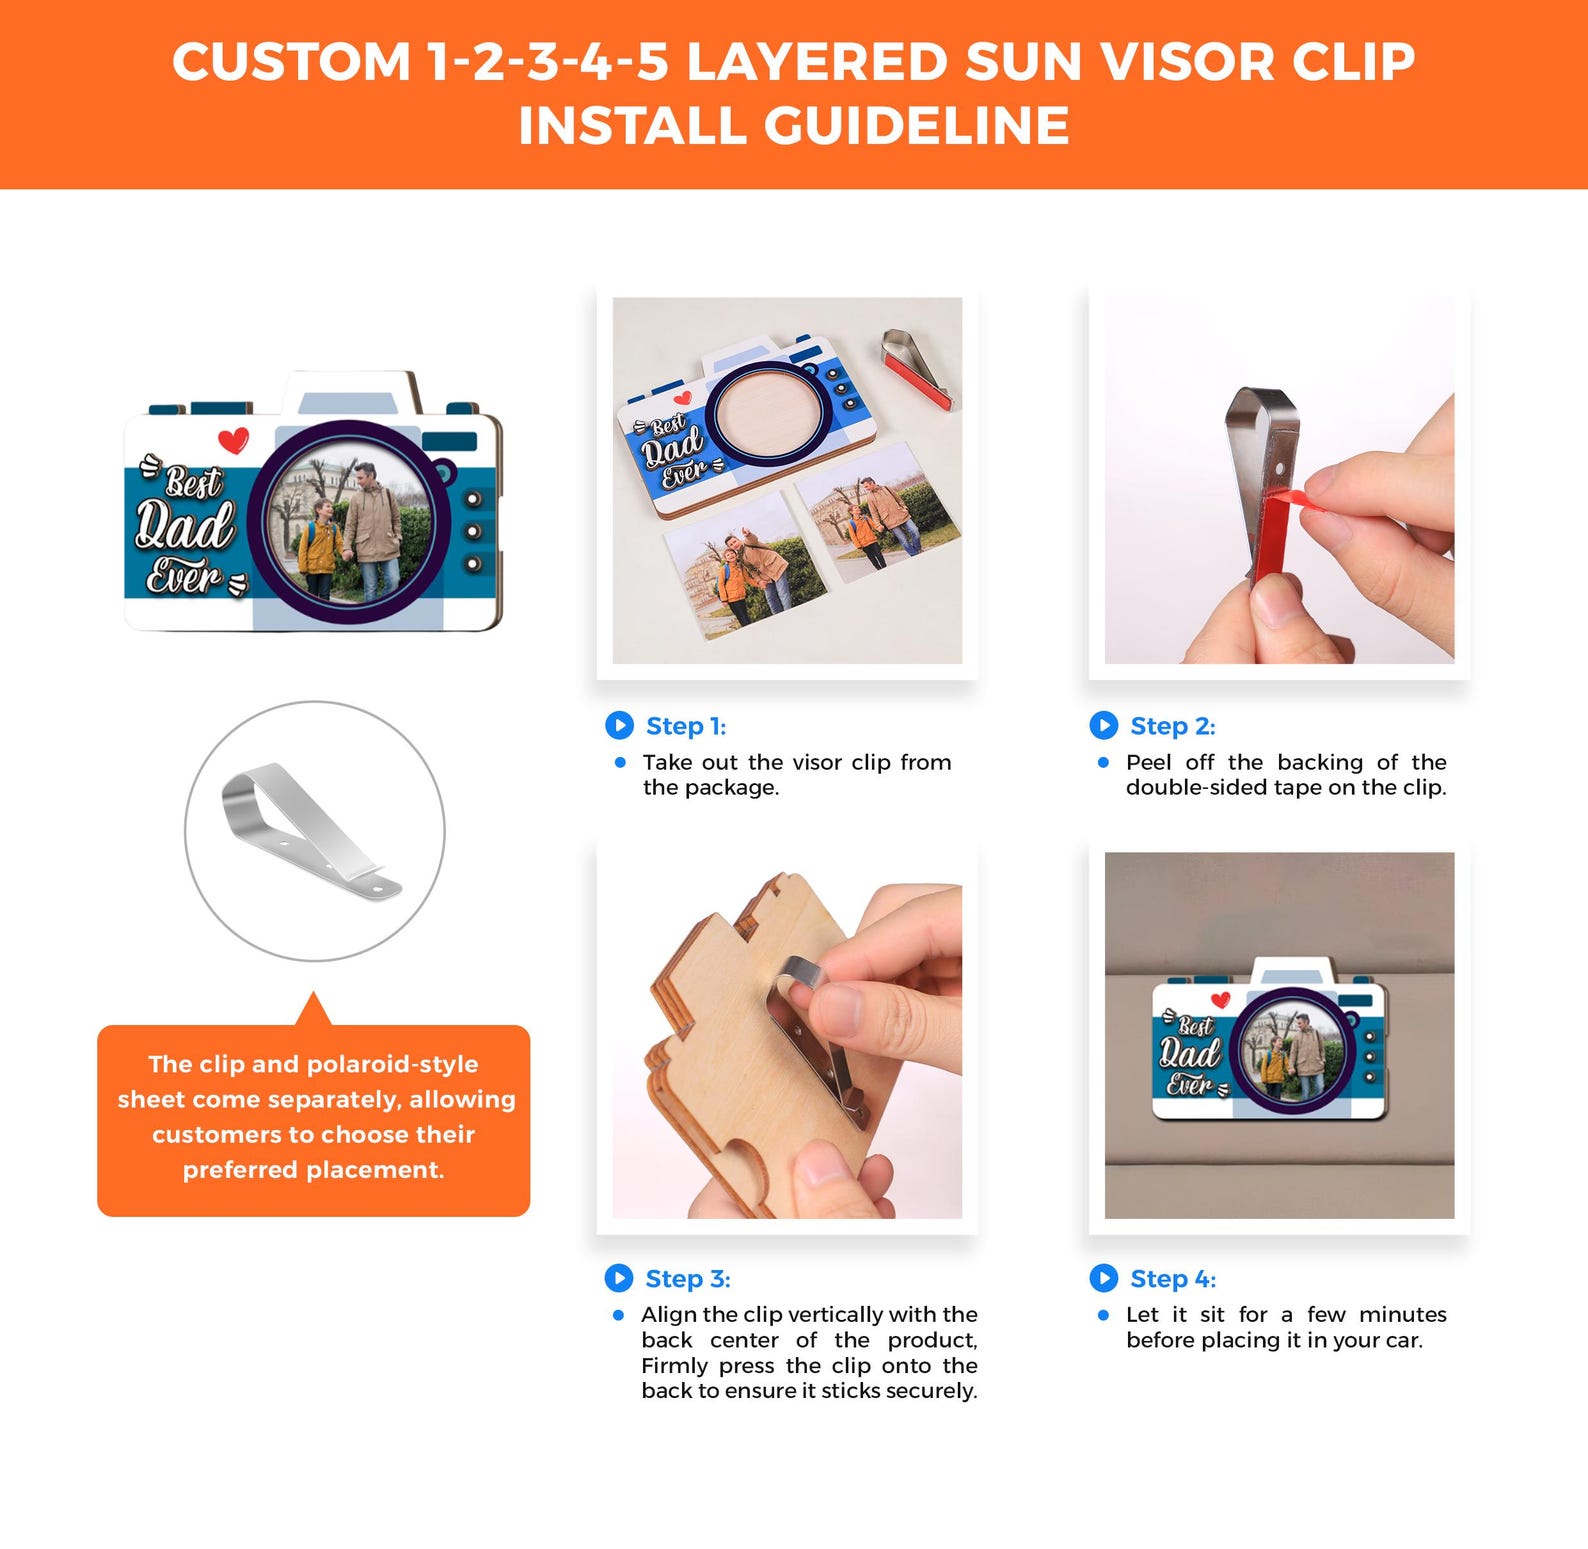 CUSTOM 1-2-3-4-5 LAYERED SUN VISOR CLIP
INSTALL GUIDELINE
Best
Dad
Ever
The clip and polaroid-style
sheet come separately, allowing
customers to choose their
preferred placement.
Best
Dad
Ever
Step 1:
Take out the visor clip from
the package.
Step 2:
Peel off the backing of the
double-sided tape on the clip.
Step 3:
Align the clip vertically with the
back center of the product,
Firmly press the clip onto the
back to ensure it sticks securely.
Best
Dad
Ever
Step 4:
Let it sit for a few minutes
before placing it in your car.